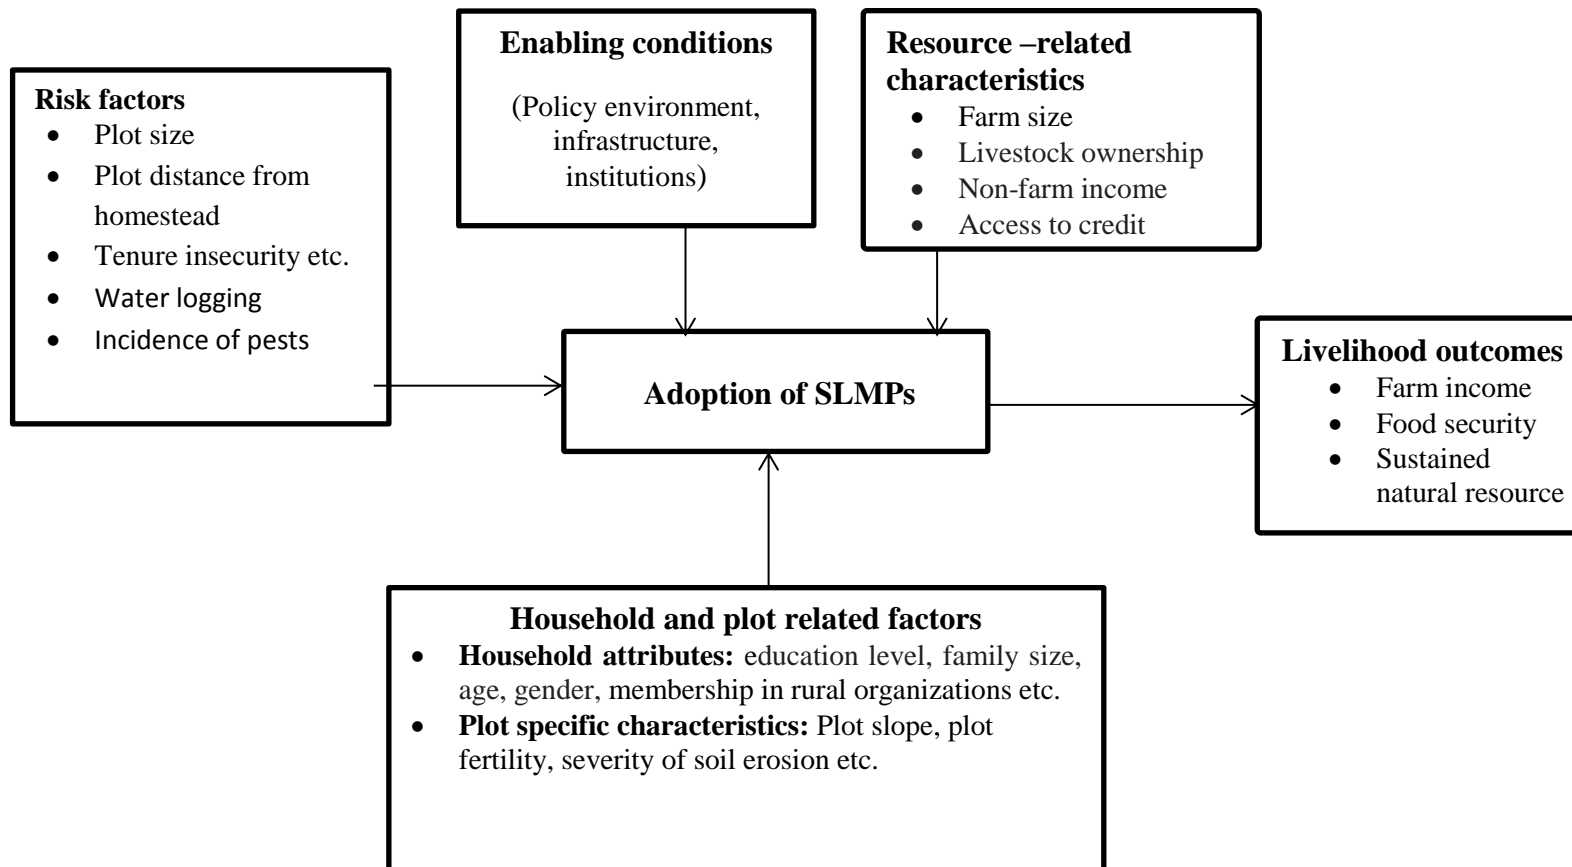 Risk factors
• Plot size
• Plot distance from
homestead
• Tenure insecurity etc.
• Water logging
• Incidence of pests
Enabling conditions
(Policy environment,
infrastructure,
institutions)
Resource –related
characteristics
• Farm size
• Livestock ownership
• Non-farm income
• Access to credit
Adoption of SLMPs
Livelihood outcomes
• Farm income
• Food security
• Sustained
natural resource
Household and plot related factors
• Household attributes: education level, family size,
age, gender, membership in rural organizations etc.
• Plot specific characteristics: Plot slope, plot
fertility, severity of soil erosion etc.